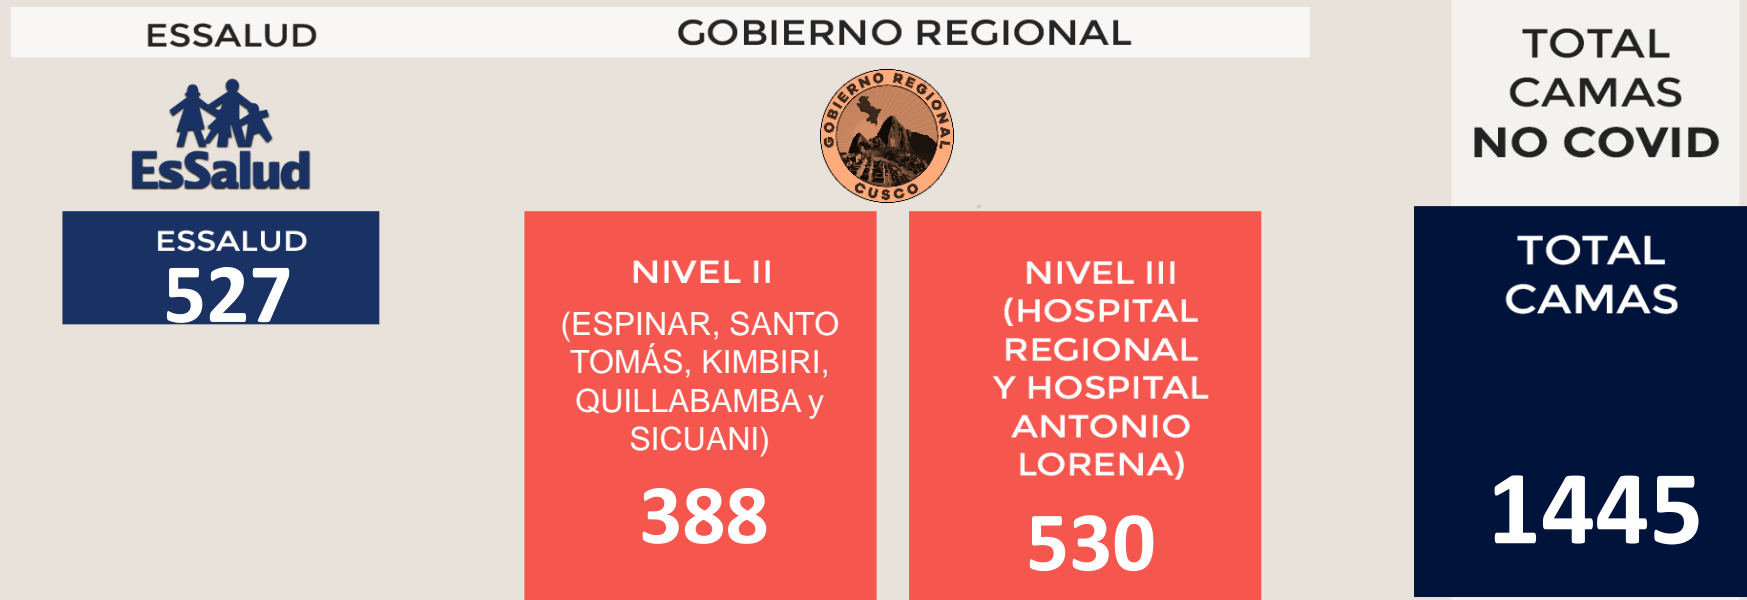 ESSALUD
GOBIERNO REGIONAL
TOTAL
CAMAS
NO COVID
EsSalud
GOBIERNO REGIONAL
CUSCO
ESSALUD
527
NIVEL II
(ESPINAR, SANTO
TOMÁS, KIMBIRI,
QUILLABAMBA y
SICUANI)
388
NIVEL III
(HOSPITAL
REGIONAL
Y HOSPITAL
ANTONIO
LORENA)
530
TOTAL
CAMAS
1445